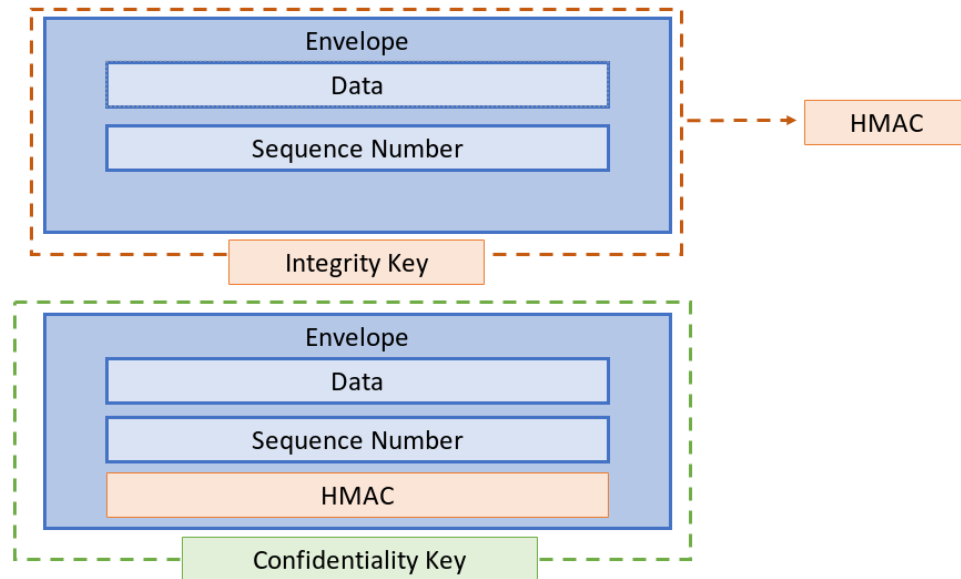 Envelope
Data
Sequence Number
HMAC
Integrity Key
Envelope
Data
Sequence Number
HMAC
Confidentiality Key